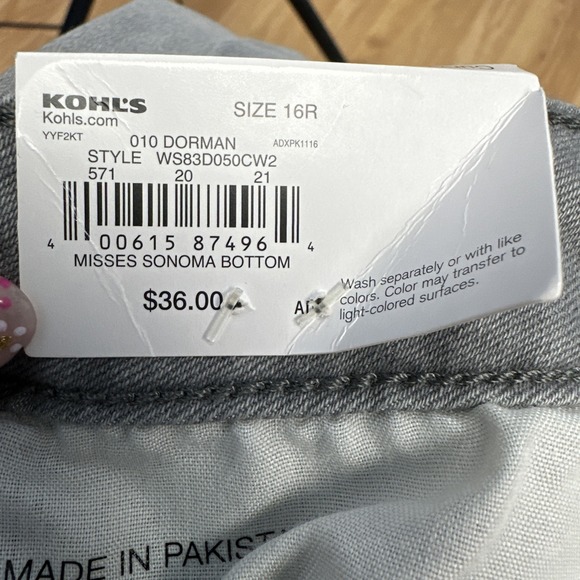 KOHL'S
Kohls.com
SIZE 16R
YYF2KT
010 DORMAN
ADXPK1116
STYLE WS83D050CW2
571 20 21
4 00615 87496 4
MISSES SONOMA BOTTOM
$36.00
Wash separately or with like
colors. Color may transfer to
light-colored surfaces.
MADE IN PAKIST